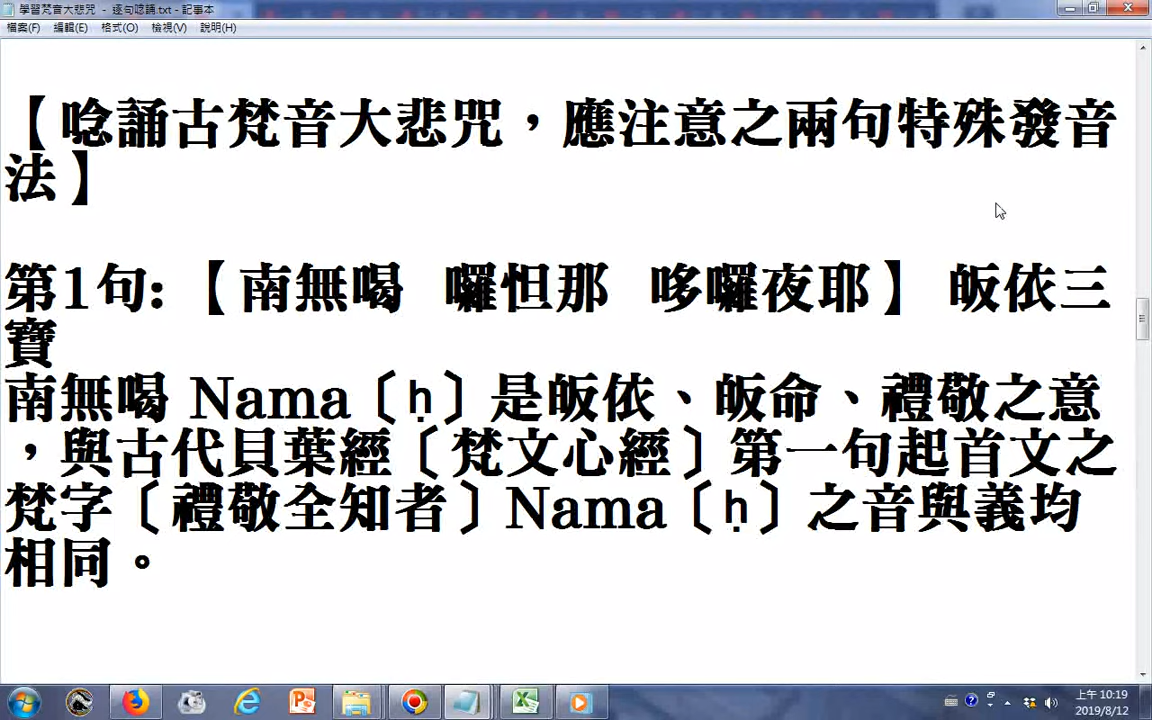 學習梵音大悲咒 - 逐句唸誦.txt - 記事本
檔案(F) 編輯(E) 格式(O) 檢視(V) 說明(H)
【唸誦古梵音大悲咒，應注意之兩句特殊發音
法】
第1句:【南無喝 囉怛那 哆囉夜耶】 皈依三
寶
南無喝 Nama〔ḥ〕是皈依、皈命、禮敬之意
，與古代貝葉經〔梵文心經〕第一句起首文之
梵字〔禮敬全知者〕Nama〔ḥ〕之音與義均
相同。
上午 10:19
2019/8/12